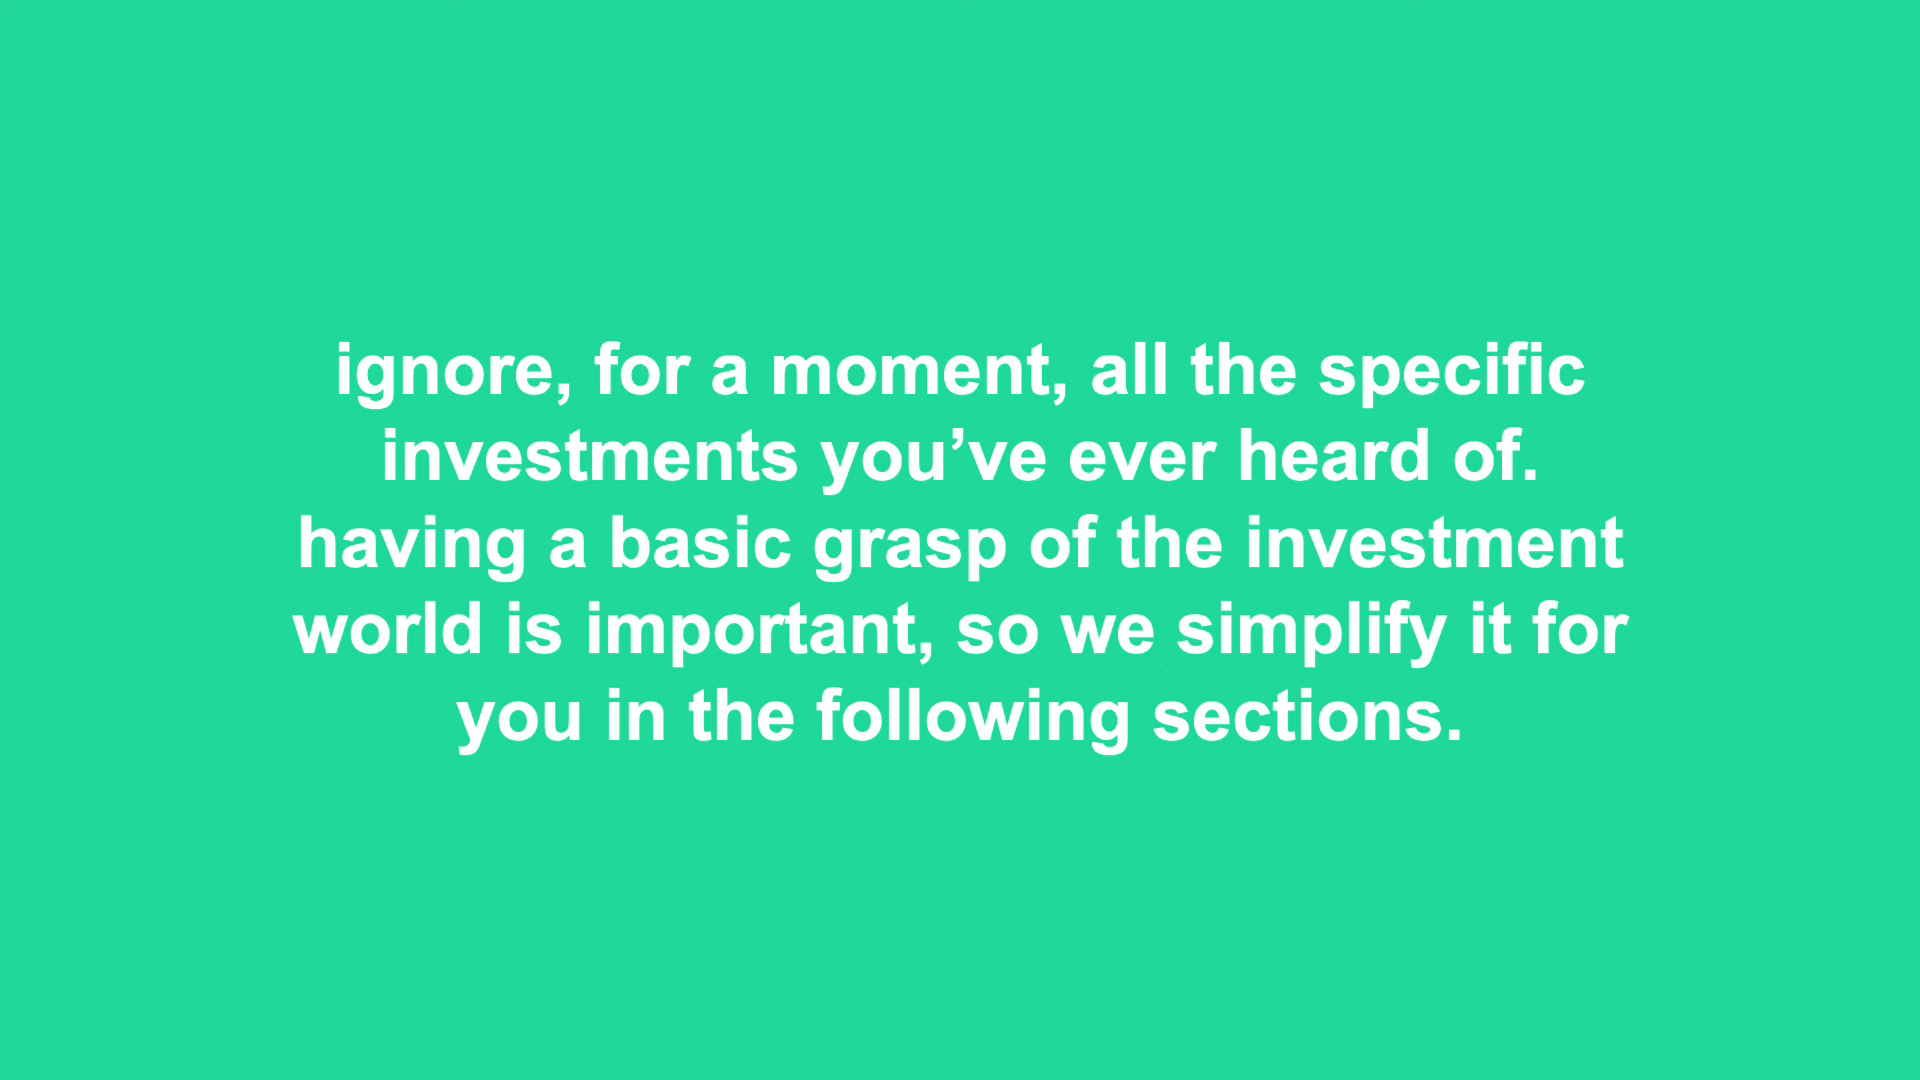 ignore, for a moment, all the specific
investments you’ve ever heard of.
having a basic grasp of the investment
world is important, so we simplify it for
you in the following sections.